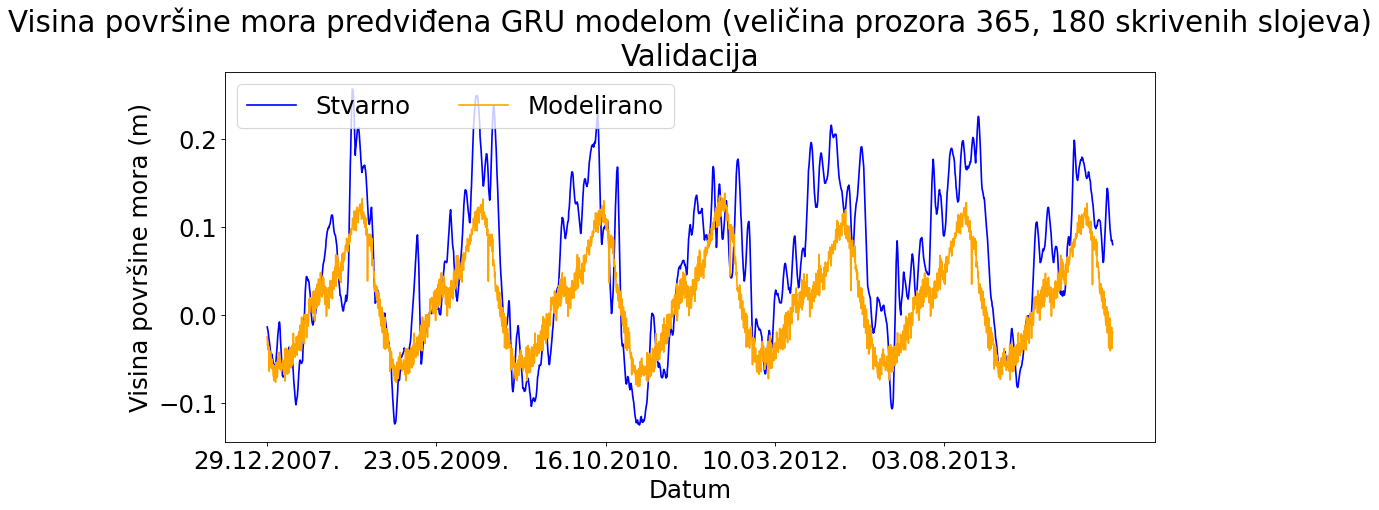 Visina površine mora predviđena GRU modelom (veličina prozora 365, 180 skrivenih slojeva)
Validacija
Stvarno
Modelirano
Visina površine mora (m)
0.2
0.1
0.0
−0.1
29.12.2007.
23.05.2009.
16.10.2010.
10.03.2012.
03.08.2013.
Datum